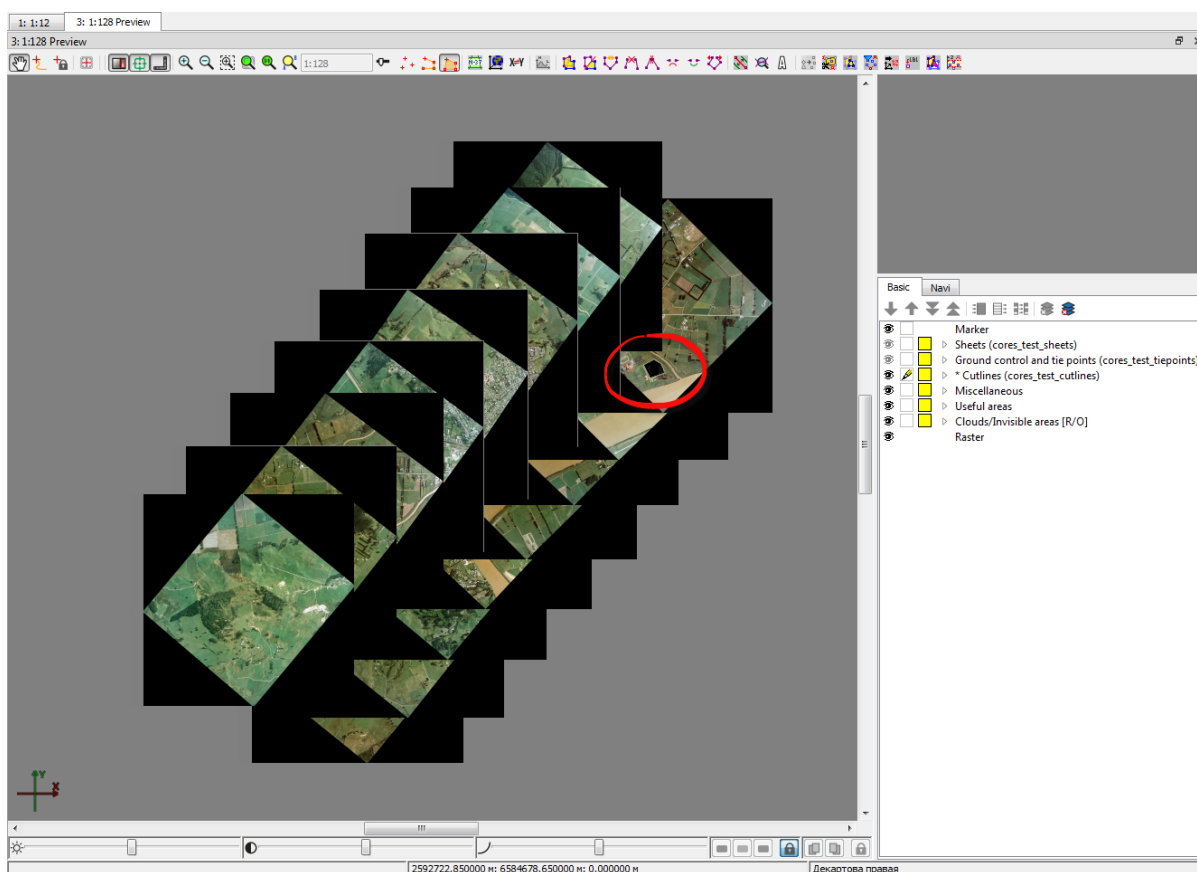 1: 1:12
3: 1:128 Preview
3: 1:128 Preview
1:128
Basic
Navi
Marker
Sheets (cores_test_sheets)
Ground control and tie points (cores_test_tiepoints)
* Cutlines (cores_test_cutlines)
Miscellaneous
Useful areas
Clouds/Invisible areas [R/O]
Raster
Y
X
2592722.850000 м; 6584678.650000 м; 0.000000 м
Декартова правая